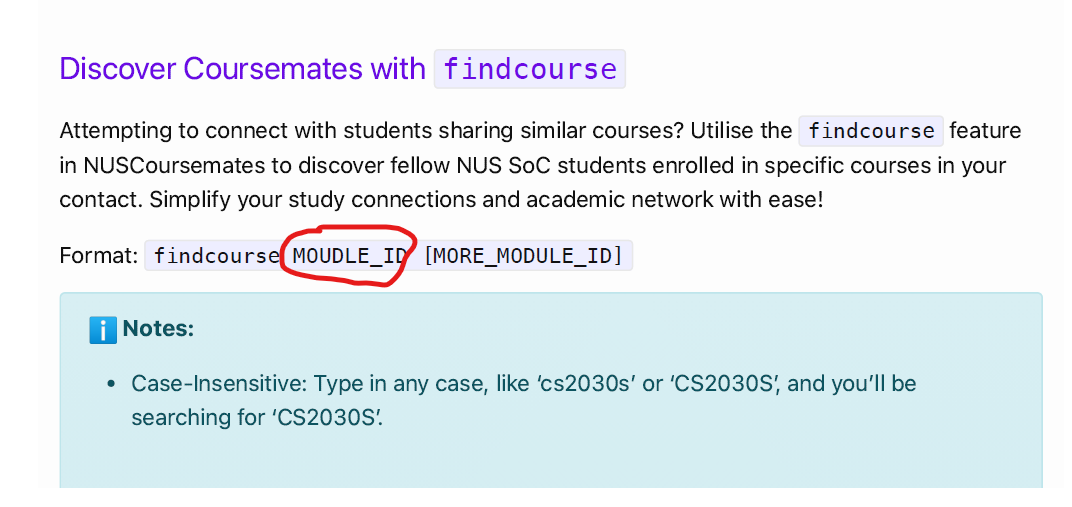 Discover Coursemates with findcourse
Attempting to connect with students sharing similar courses? Utilise the findcourse feature
in NUSCoursemates to discover fellow NUS SoC students enrolled in specific courses in your
contact. Simplify your study connections and academic network with ease!
Format: findcourse MOUDLE_ID [MORE_MODULE_ID]
ℹ️ Notes:
• Case-Insensitive: Type in any case, like ‘cs2030s’ or ‘CS2030S’, and you’ll be
searching for ‘CS2030S’.